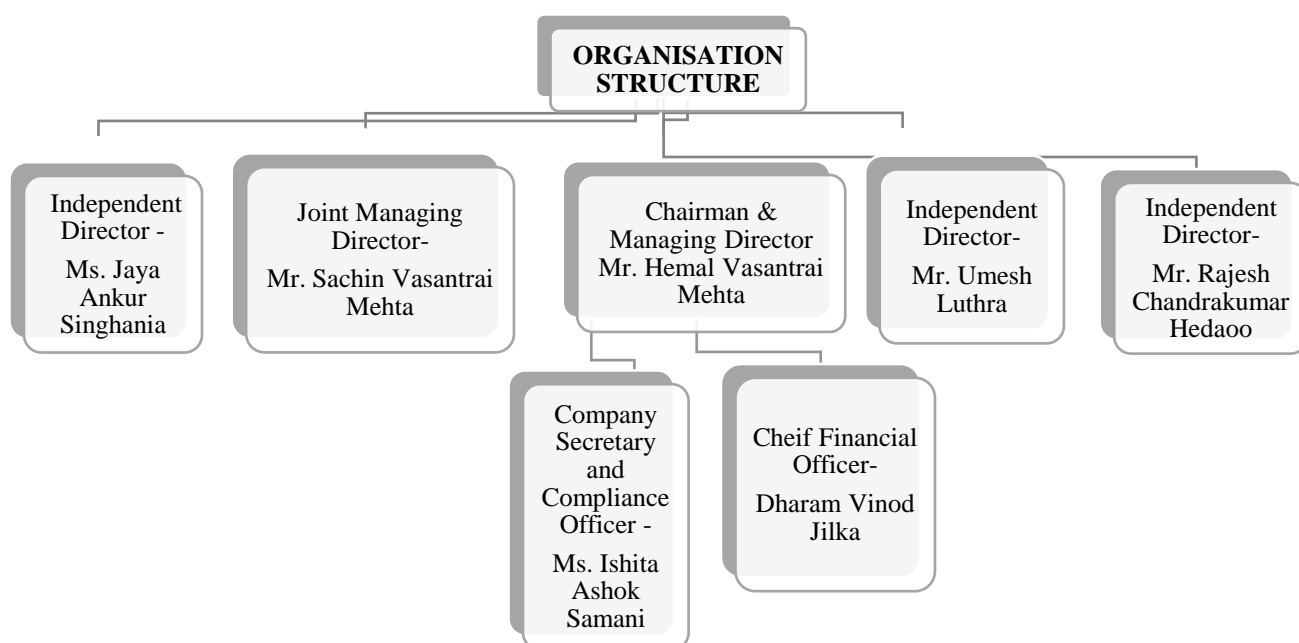 ORGANISATION
STRUCTURE
Independent
Director -
Ms. Jaya
Ankur
Singhania
Joint Managing
Director-
Mr. Sachin Vasantrai
Mehta
Chairman &
Managing Director
Mr. Hemal Vasantrai
Mehta
Independent
Director-
Mr. Umesh
Luthra
Independent
Director-
Mr. Rajesh
Chandrakumar
Hedaoo
Company
Secretary
and
Compliance
Officer -
Ms. Ishita
Ashok
Samani
Cheif Financial
Officer-
Dharam Vinod
Jilka